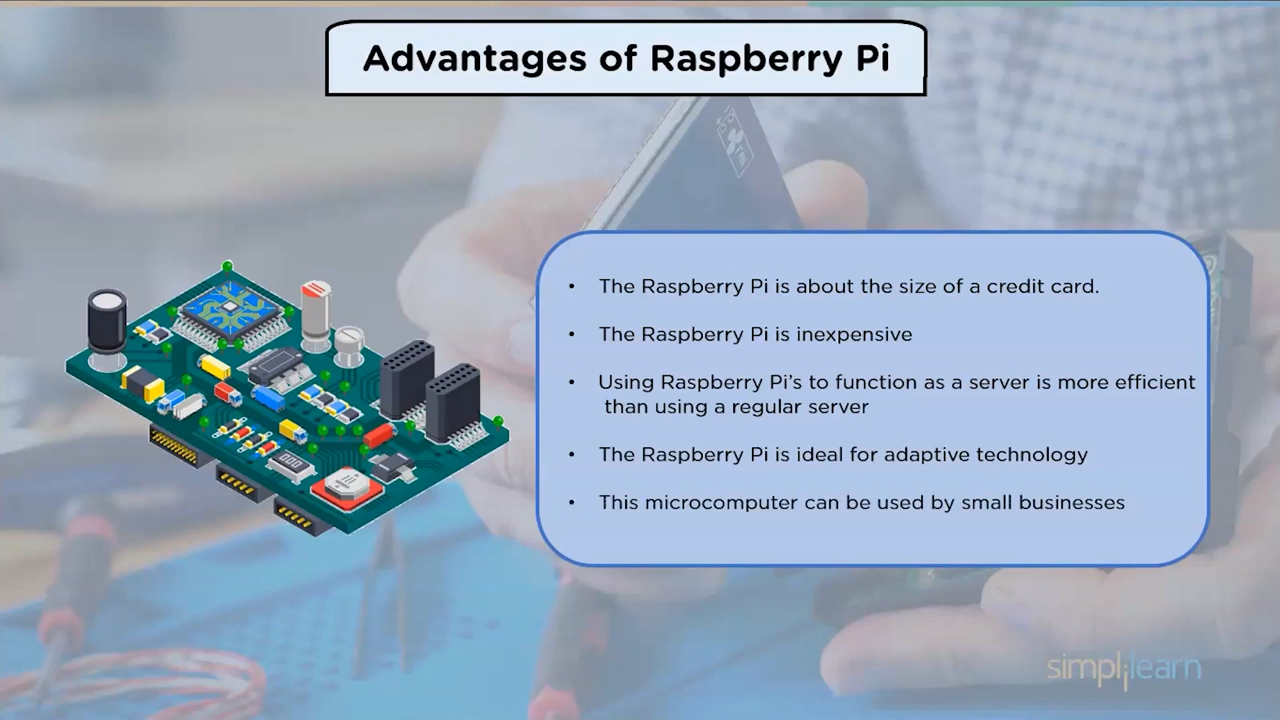 Advantages of Raspberry Pi
• The Raspberry Pi is about the size of a credit card.
• The Raspberry Pi is inexpensive
• Using Raspberry Pi's to function as a server is more efficient
than using a regular server
• The Raspberry Pi is ideal for adaptive technology
• This microcomputer can be used by small businesses
simplilearn